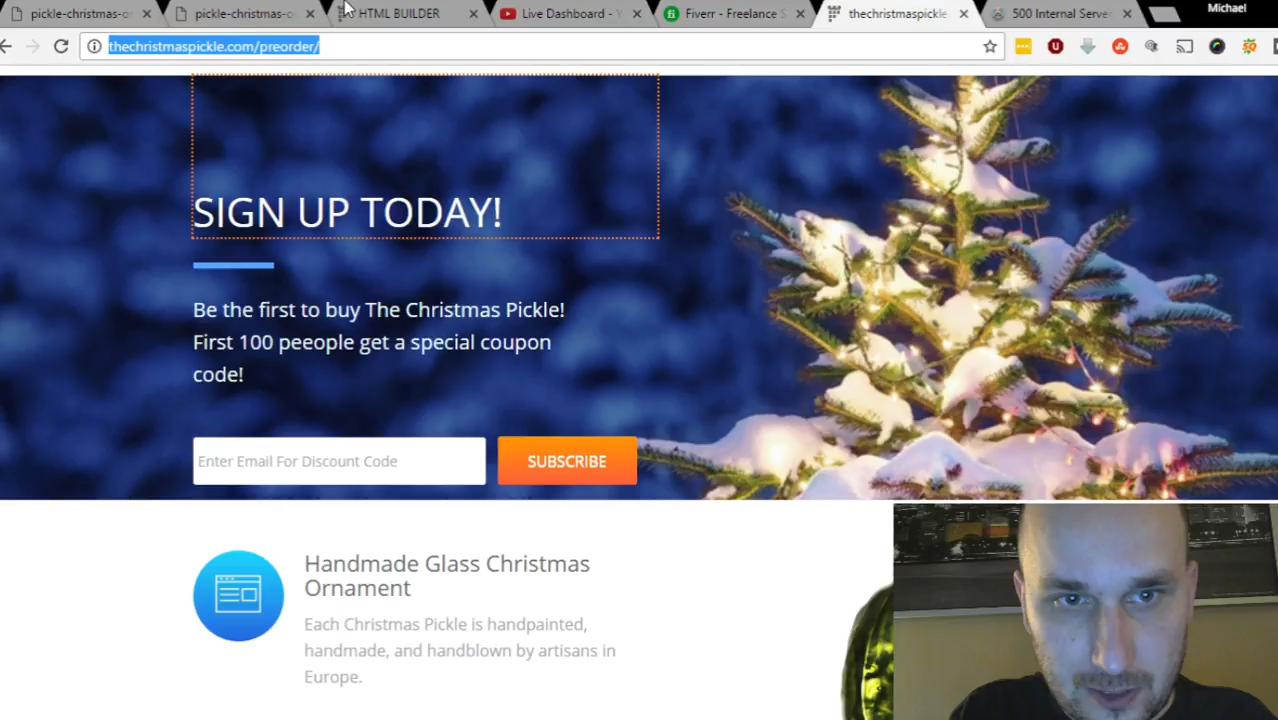 pickle-christmas-o
pickle-christmas-o
HTML BUILDER
Live Dashboard -
Fiverr - Freelance S
thechristmaspickle
500 Internal Server
Michael
thechristmaspickle.com/preorder/
SIGN UP TODAY!
Be the first to buy The Christmas Pickle!
First 100 peeople get a special coupon
code!
Enter Email For Discount Code
SUBSCRIBE
Handmade Glass Christmas
Ornament
Each Christmas Pickle is handpainted,
handmade, and handblown by artisans in
Europe.